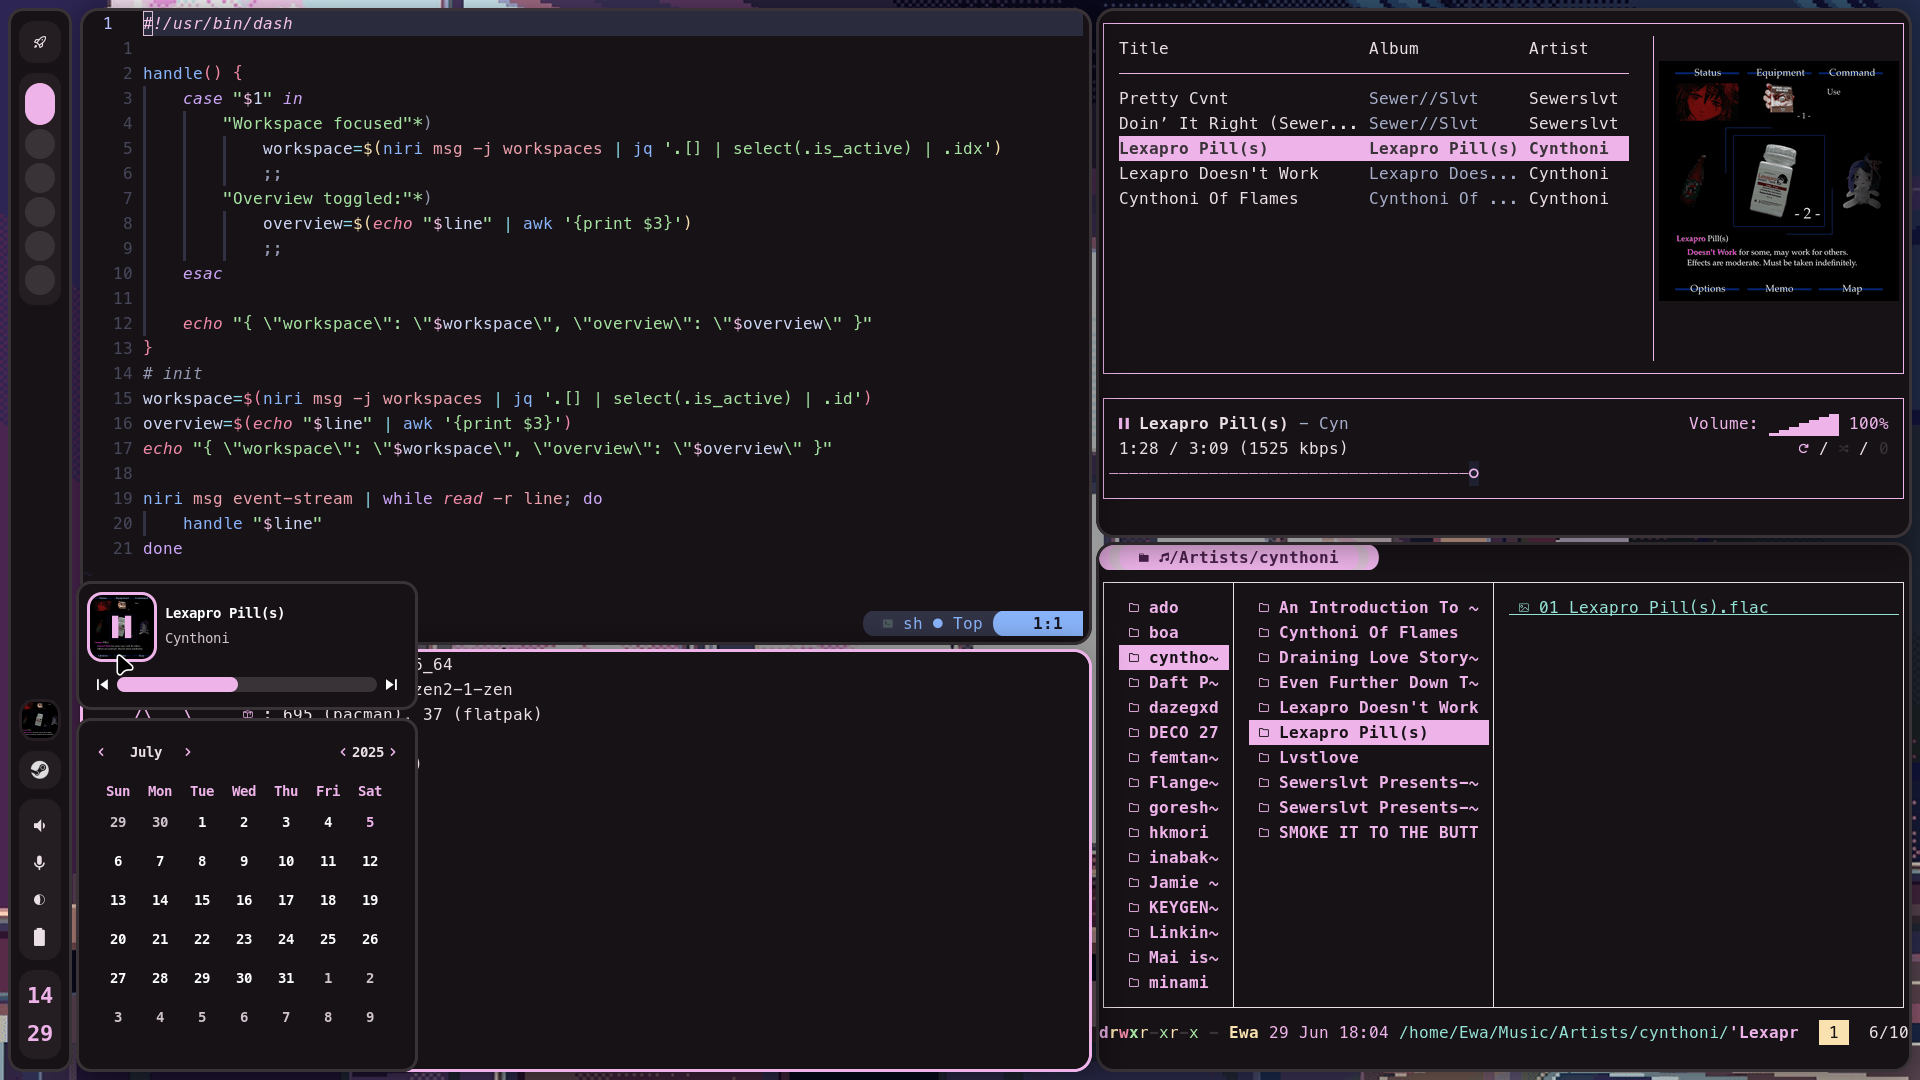 1 #!/usr/bin/dash
1
2 handle() {
3 case "$1" in
4 "Workspace focused"*)
5 workspace=$(niri msg -j workspaces | jq '.[] | select(.is_active) | .idx')
6 ;;
7 "Overview toggled:"*)
8 overview=$(echo "$line" | awk '{print $3}')
9 ;;
10 esac
11
12 echo "{ \"workspace\": \"$workspace\", \"overview\": \"$overview\" }"
13 }
14 # init
15 workspace=$(niri msg -j workspaces | jq '.[] | select(.is_active) | .id')
16 overview=$(echo "$line" | awk '{print $3}')
17 echo "{ \"workspace\": \"$workspace\", \"overview\": \"$overview\" }"
18
19 niri msg event-stream | while read -r line; do
20 handle "$line"
21 done
sh ● Top 1:1
Lexapro Pill(s)
Cynthoni
_64
zen2-1-zen
: 695 (pacman), 37 (flatpak)
)
‹ July › ‹ 2025 ›
Sun Mon Tue Wed Thu Fri Sat
29 30 1 2 3 4 5
6 7 8 9 10 11 12
13 14 15 16 17 18 19
20 21 22 23 24 25 26
27 28 29 30 31 1 2
3 4 5 6 7 8 9
14
29
Title Album Artist
Pretty Cvnt Sewer//Slvt Sewerslvt
Doin’ It Right (Sewer... Sewer//Slvt Sewerslvt
Lexapro Pill(s) Lexapro Pill(s) Cynthoni
Lexapro Doesn't Work Lexapro Does... Cynthoni
Cynthoni Of Flames Cynthoni Of ... Cynthoni
Status Equipment Command
Use
-1-
-2-
Lexapro Pill(s)
Doesn't Work for some, may work for others.
Effects are moderate. Must be taken indefinitely.
Options Memo Map
Lexapro Pill(s) – Cyn Volume: 100%
1:28 / 3:09 (1525 kbps) / / 0
/Artists/cynthoni
ado
boa
cyntho~
Daft P~
dazegxd
DECO 27
femtan~
Flange~
goresh~
hkmori
inabak~
Jamie ~
KEYGEN~
Linkin~
Mai is~
minami
An Introduction To ~
Cynthoni Of Flames
Draining Love Story~
Even Further Down T~
Lexapro Doesn't Work
Lexapro Pill(s)
Lvstlove
Sewerslvt Presents-~
Sewerslvt Presents-~
SMOKE IT TO THE BUTT
01 Lexapro Pill(s).flac
drwxr-xr-x - Ewa 29 Jun 18:04 /home/Ewa/Music/Artists/cynthoni/'Lexapr 1 6/10